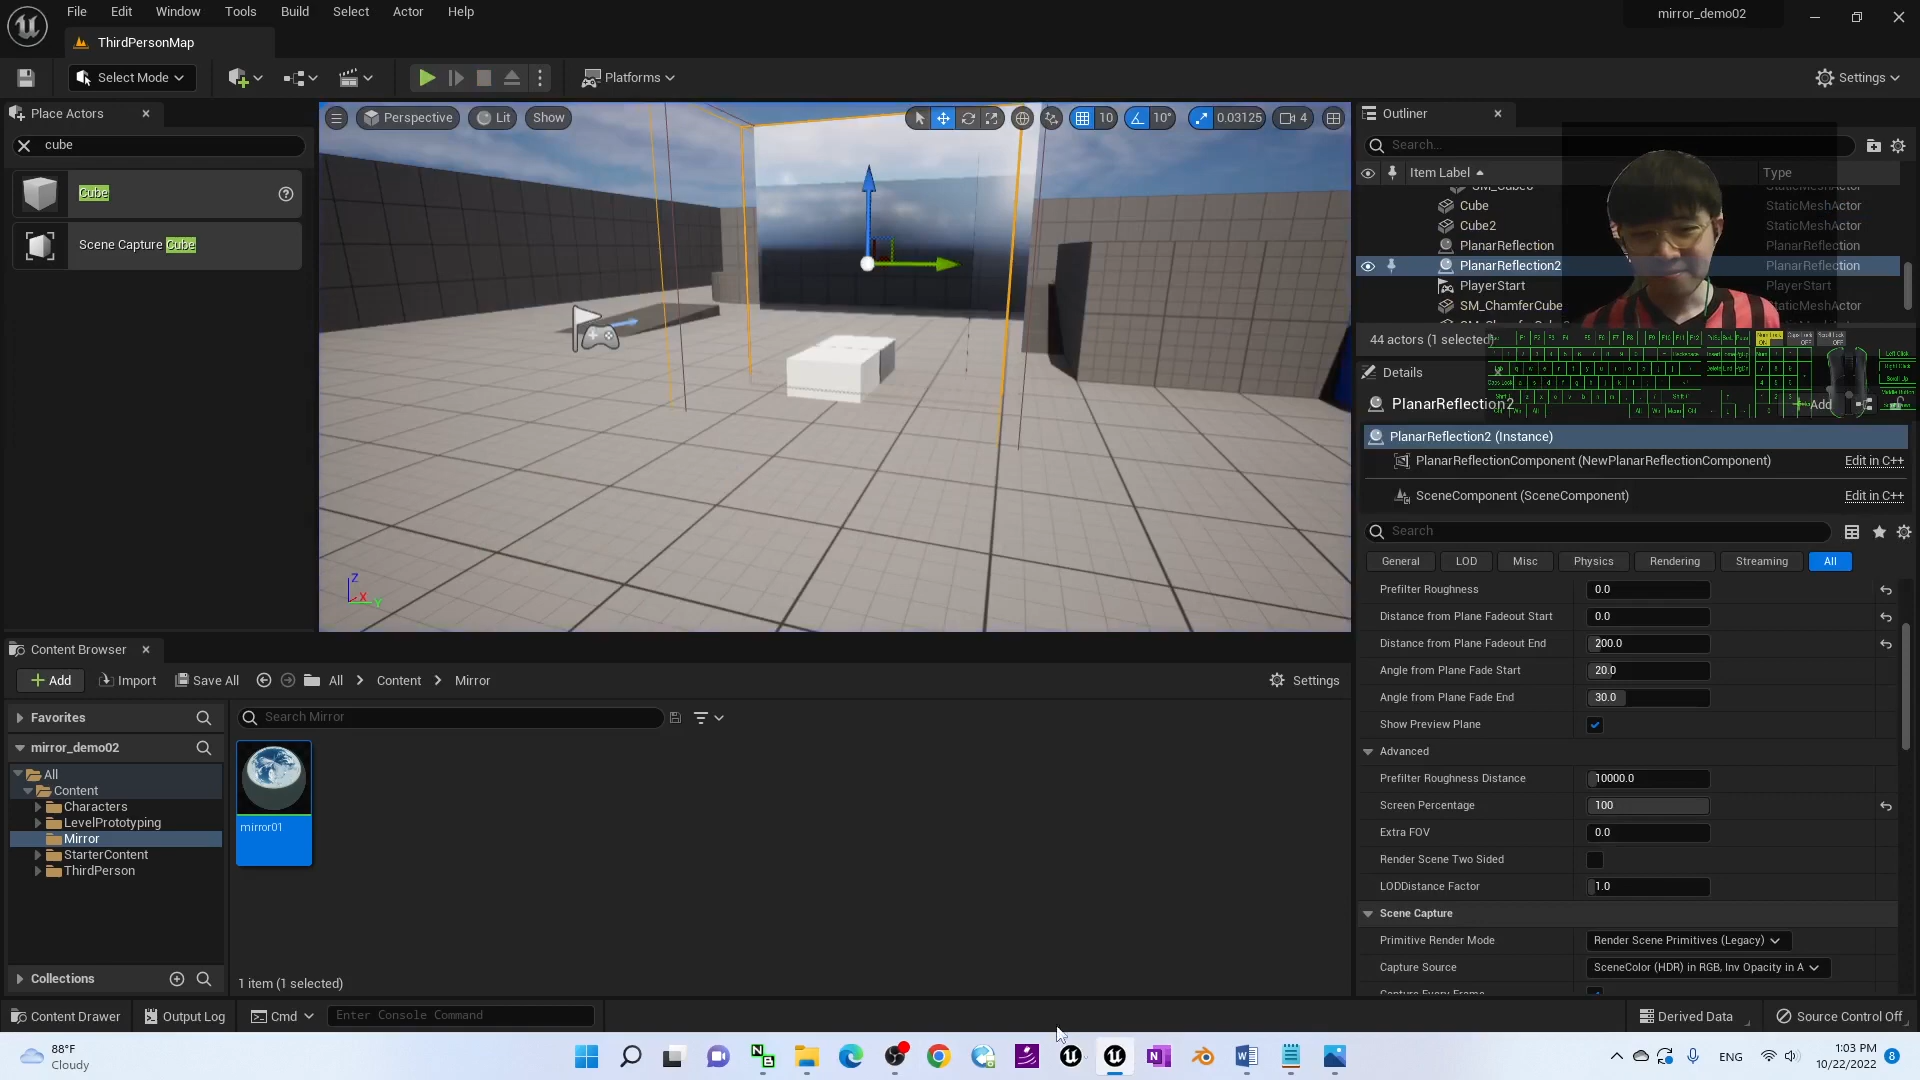 File Edit Window Tools Build Select Actor Help
mirror_demo02
ThirdPersonMap
Select Mode
Platforms
Settings
Place Actors
cube
Cube
Scene Capture Cube
Perspective
Lit
Show
10
10°
0.03125
4
Z
X
Y
Outliner
Search...
Item Label
Type
StaticMeshActor
Cube StaticMeshActor
Cube2 StaticMeshActor
PlanarReflection PlanarReflection
PlanarReflection2 PlanarReflection
PlayerStart PlayerStart
SM_ChamferCube StaticMeshActor
44 actors (1 selected)
Details
PlanarReflection2
Add
PlanarReflection2 (Instance)
PlanarReflectionComponent (NewPlanarReflectionComponent) Edit in C++
SceneComponent (SceneComponent) Edit in C++
Search
General LOD Misc Physics Rendering Streaming All
Prefilter Roughness 0.0
Distance from Plane Fadeout Start 0.0
Distance from Plane Fadeout End 200.0
Angle from Plane Fade Start 20.0
Angle from Plane Fade End 30.0
Show Preview Plane
Advanced
Prefilter Roughness Distance 10000.0
Screen Percentage 100
Extra FOV 0.0
Render Scene Two Sided
LODDistance Factor 1.0
Scene Capture
Primitive Render Mode Render Scene Primitives (Legacy)
Capture Source SceneColor (HDR) in RGB, Inv Opacity in A
Capture Every Frame
Content Browser
Add Import Save All All Content Mirror Settings
Favorites
Search Mirror
mirror_demo02
All
Content
Characters
LevelPrototyping
Mirror
StarterContent
ThirdPerson
Collections
mirror01
1 item (1 selected)
Content Drawer Output Log Cmd Enter Console Command Derived Data Source Control Off
88°F
Cloudy
ENG
1:03 PM
10/22/2022
8